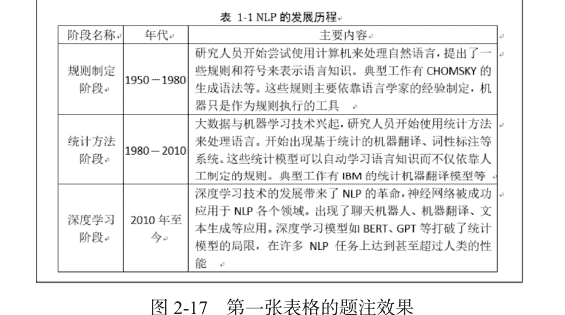 表 1-1 NLP 的发展历程
阶段名称 年代 主要内容
规则制定阶段 1950－1980 研究人员开始尝试使用计算机来处理自然语言，提出了一
些规则和符号来表示语言知识。典型工作有 CHOMSKY 的
生成语法等。这些规则主要依靠语言学家的经验制定，机
器只是作为规则执行的工具
统计方法阶段 1980－2010 大数据与机器学习技术兴起，研究人员开始使用统计方法
来处理语言。开始出现基于统计的机器翻译、词性标注等
系统。这些统计模型可以自动学习语言知识而不仅依靠人
工制定的规则。典型工作有 IBM 的统计机器翻译模型等
深度学习阶段 2010 年至今 深度学习技术的发展带来了 NLP 的革命，神经网络被成功
应用于 NLP 各个领域。出现了聊天机器人、机器翻译、文
本生成等应用。深度学习模型如 BERT、GPT 等打破了统计
模型的局限，在许多 NLP 任务上达到甚至超过人类的性
能
图 2-17 第一张表格的题注效果